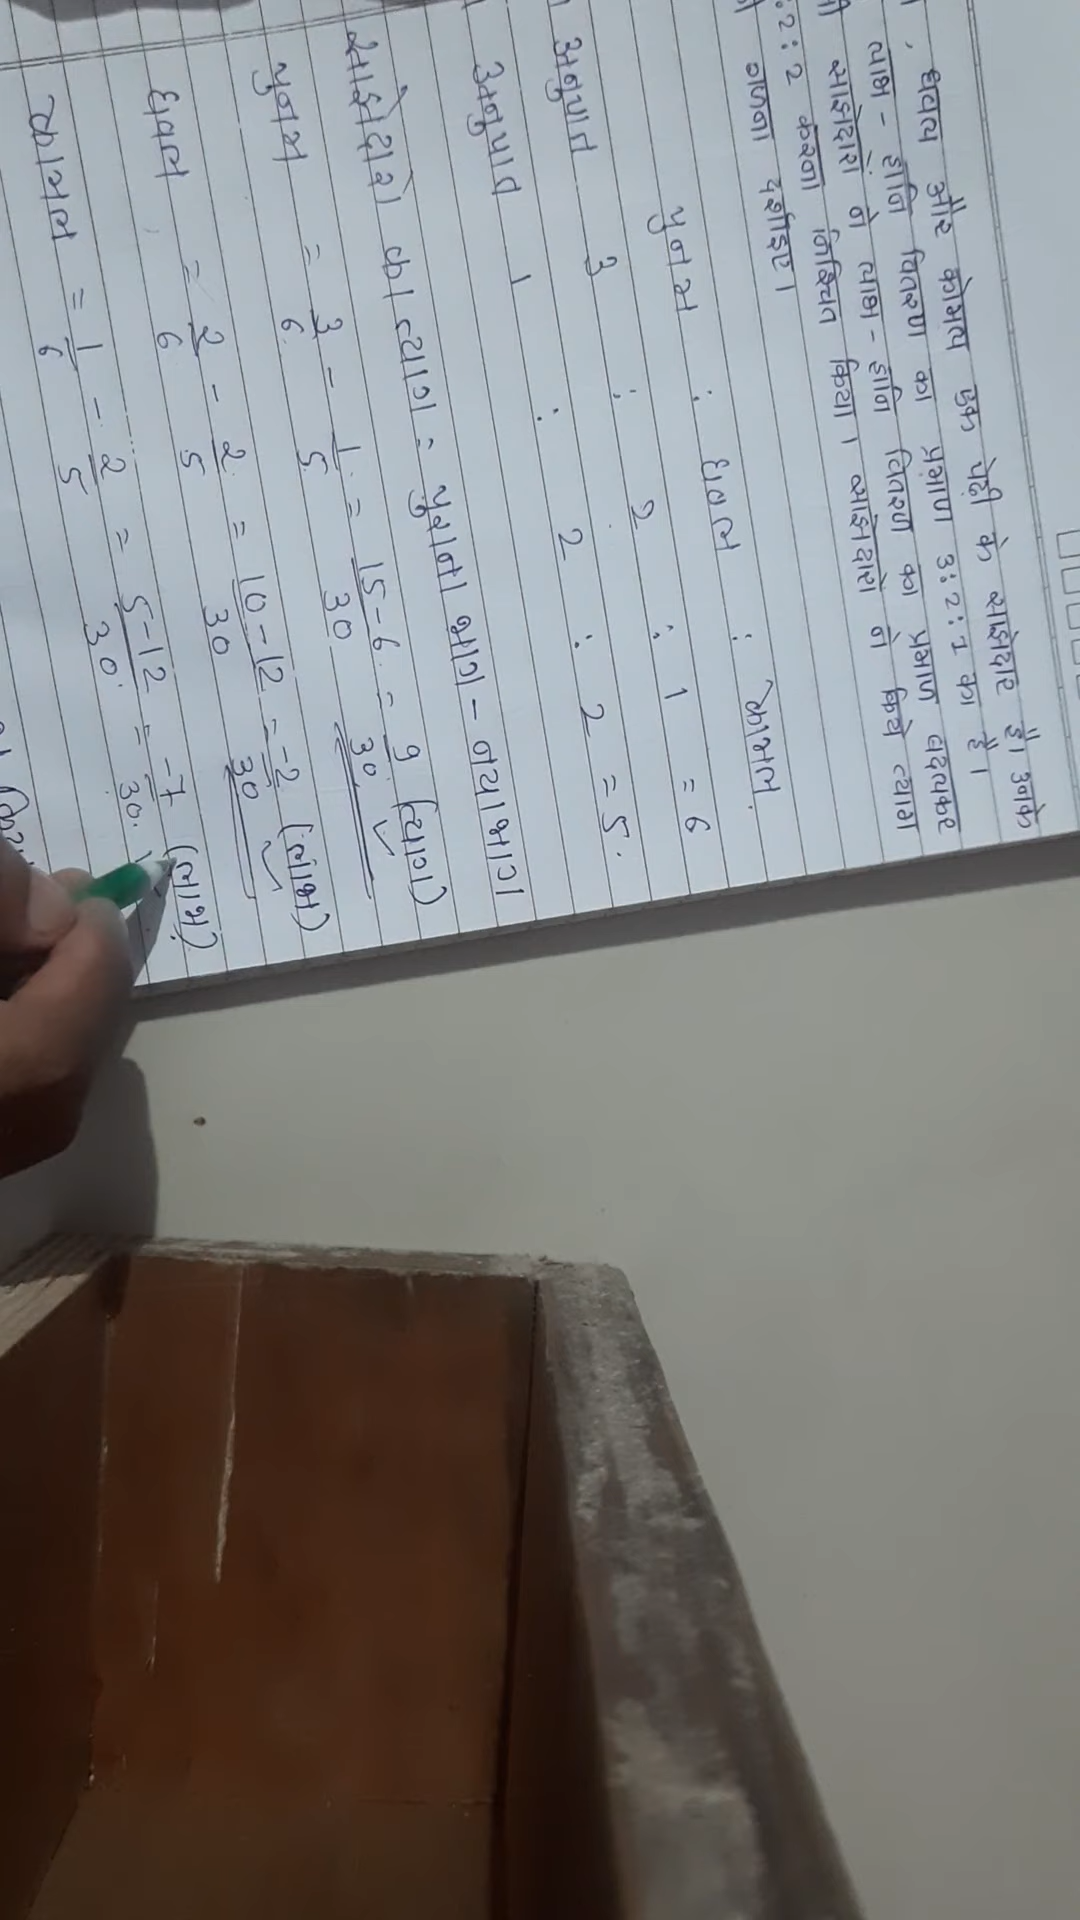 , धवल और कोमल एक पेढ़ी के साझेदार हैं। उनके
लाभ - हानि वितरण का प्रमाण 3:2:1 का है।
साझेदारों ने लाभ - हानि वितरण का प्रमाण बदलकर
:2:2 करना निश्चित किया। साझेदारों ने किये त्याग
गणना दर्शाइए।
पुनम : धवल : कोमल
अनुपात 3 : 2 : 1 = 6
अनुपात 1 : 2 : 2 = 5.
साझेदारो का त्याग = पुराना भाग - नया भाग
पुनम = 3/6 - 1/5 = 15-6/30 = 9/30 (त्याग)
धवल = 2/6 - 2/5 = 10-12/30 = -2/30 (लाभ)
कोमल = 1/6 - 2/5 = 5-12/30 = -7/30 (लाभ)